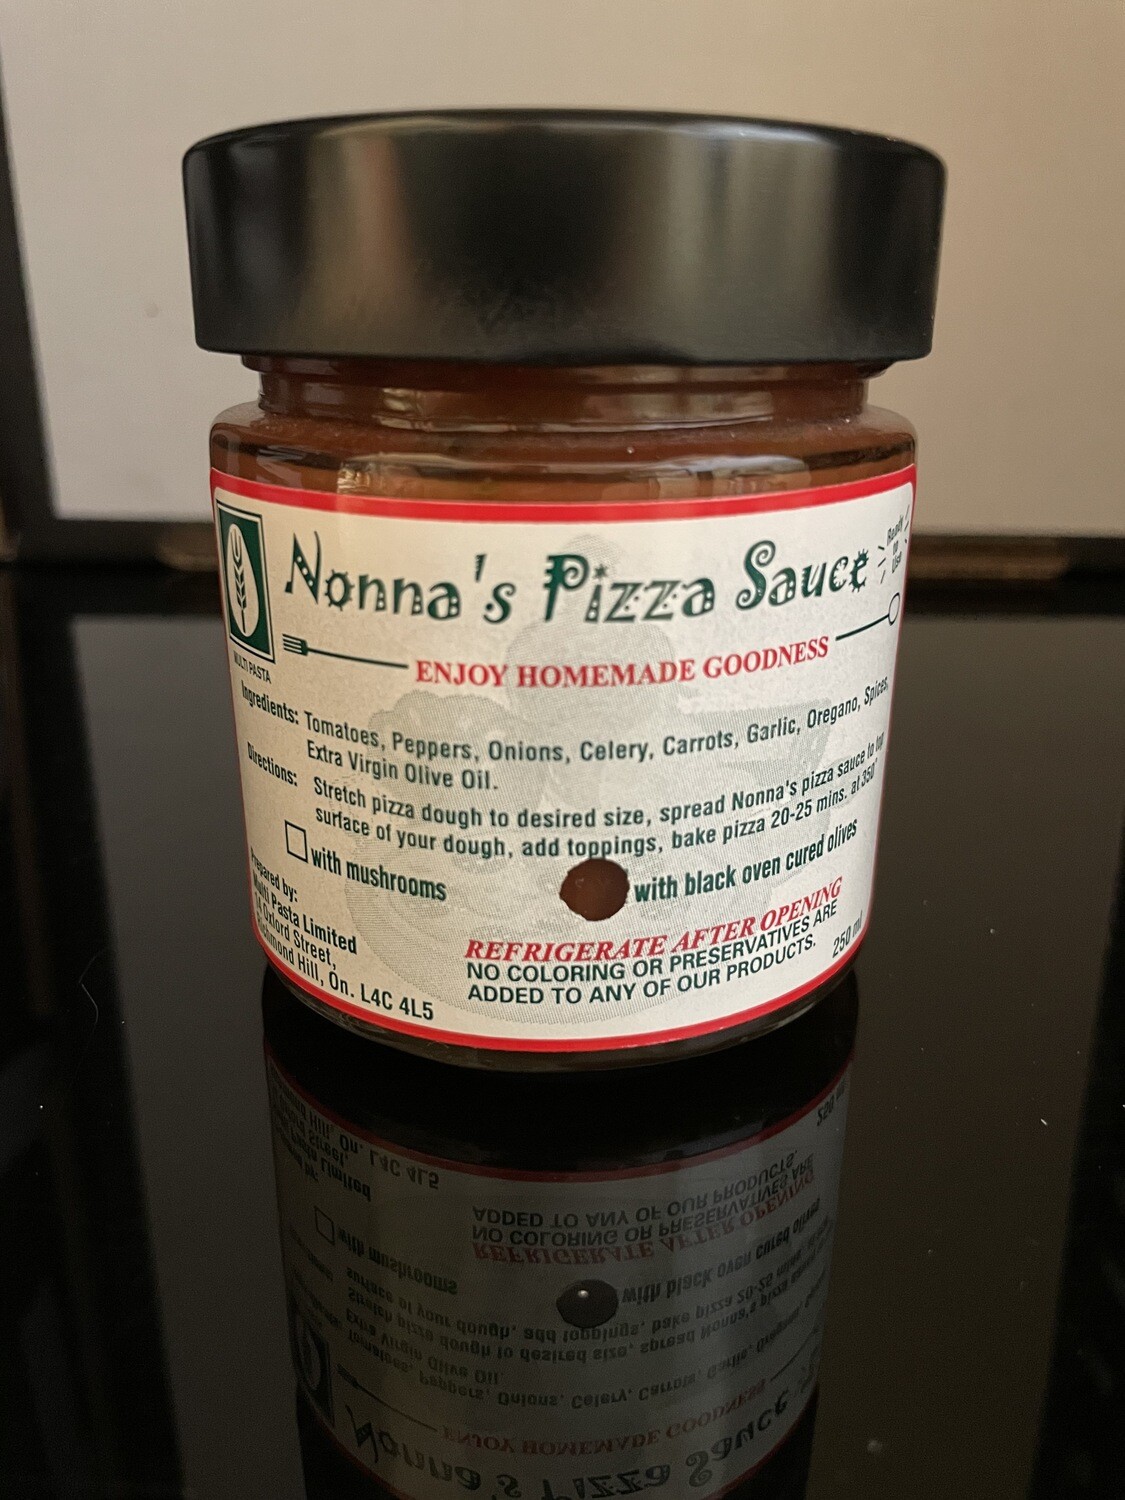 Nonna's Pizza Sauce
Ready
to
Use
MULTI PASTA
ENJOY HOMEMADE GOODNESS
Ingredients: Tomatoes, Peppers, Onions, Celery, Carrots, Garlic, Oregano, Spices,
Extra Virgin Olive Oil.
Directions: Stretch pizza dough to desired size, spread Nonna's pizza sauce to top
surface of your dough, add toppings, bake pizza 20-25 mins. at 350°
with mushrooms
with black oven cured olives
Prepared by:
Multi Pasta Limited
Oxford Street,
Richmond Hill, On. L4C 4L5
REFRIGERATE AFTER OPENING
NO COLORING OR PRESERVATIVES ARE
ADDED TO ANY OF OUR PRODUCTS.
250 ml